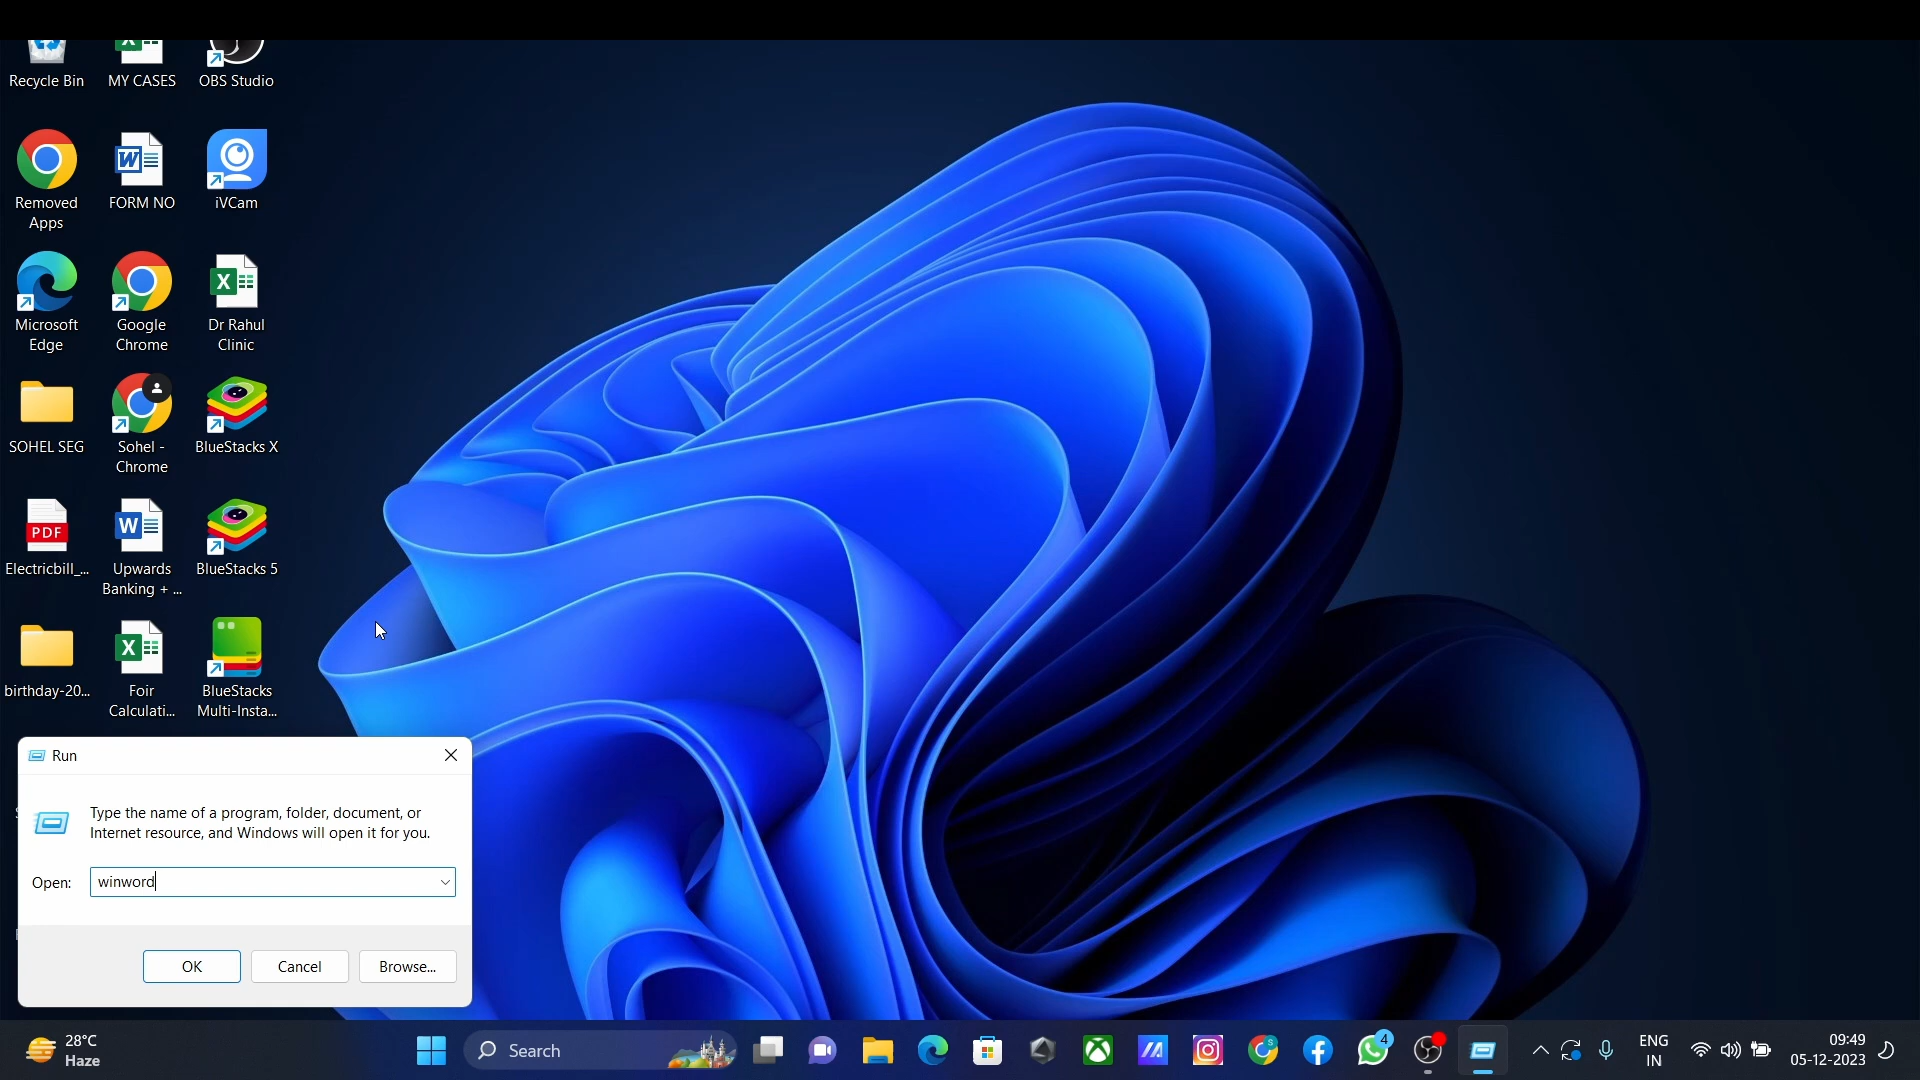 Recycle Bin
MY CASES
OBS Studio
Removed
Apps
FORM NO
iVCam
Microsoft
Edge
Google
Chrome
Dr Rahul
Clinic
SOHEL SEG
Sohel -
Chrome
BlueStacks X
PDF
Electricbill_...
Upwards
Banking + ...
BlueStacks 5
birthday-20...
Foir
Calculati...
BlueStacks
Multi-Insta...
Run
Type the name of a program, folder, document, or
Internet resource, and Windows will open it for you.
Open:
winword
OK
Cancel
Browse...
28°C
Haze
Search
4
ENG
IN
09:49
05-12-2023